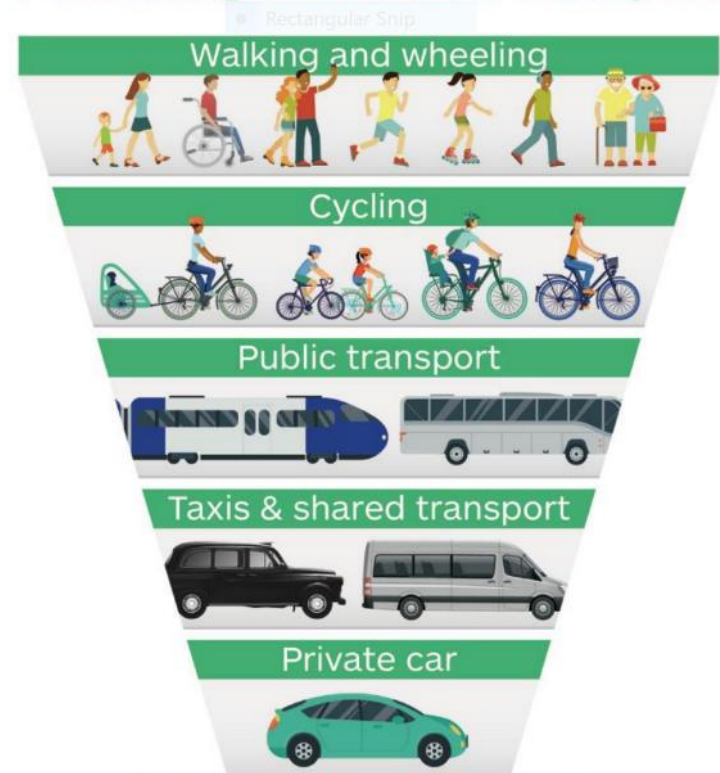 Rectangular Snip
Walking and wheeling
Cycling
Public transport
Taxis & shared transport
Private car